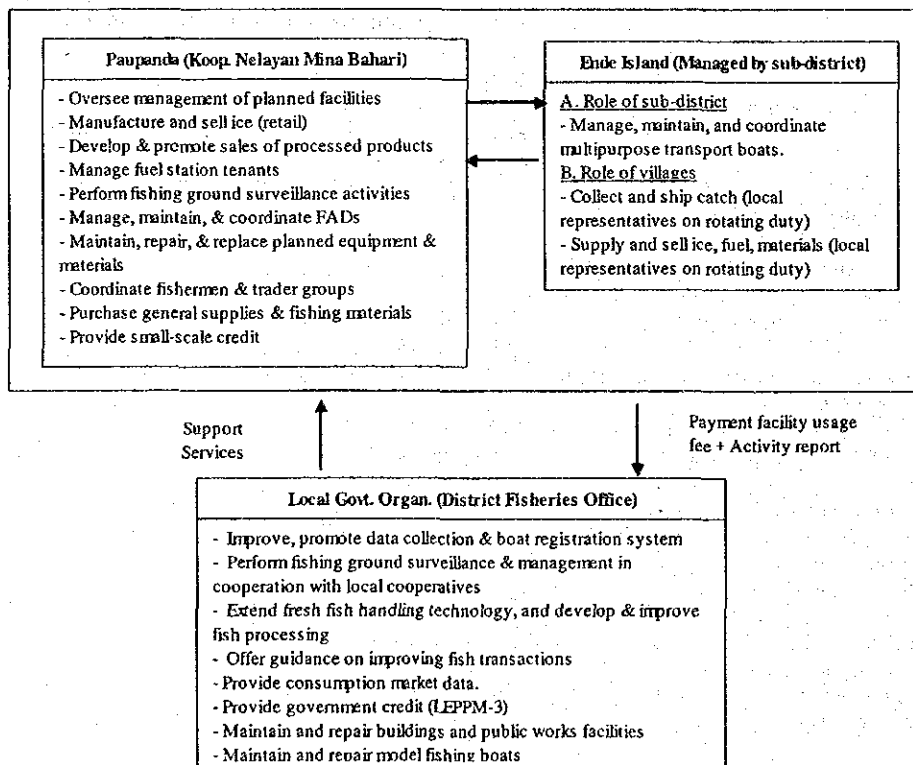 Paupanda (Koop. Nelayan Mina Bahari)
- Oversee management of planned facilities
- Manufacture and sell ice (retail)
- Develop & promote sales of processed products
- Manage fuel station tenants
- Perform fishing ground surveillance activities
- Manage, maintain, & coordinate FADs
- Maintain, repair, & replace planned equipment &
materials
- Coordinate fishermen & trader groups
- Purchase general supplies & fishing materials
- Provide small-scale credit
Ende Island (Managed by sub-district)
A. Role of sub-district
- Manage, maintain, and coordinate
multipurpose transport boats.
B. Role of villages
- Collect and ship catch (local
representatives on rotating duty)
- Supply and sell ice, fuel, materials (local
representatives on rotating duty)
Support
Services
Payment facility usage
fee + Activity report
Local Govt. Organ. (District Fisheries Office)
- Improve, promote data collection & boat registration system
- Perform fishing ground surveillance & management in
cooperation with local cooperatives
- Extend fresh fish handling technology, and develop & improve
fish processing
- Offer guidance on improving fish transactions
- Provide consumption market data.
- Provide government credit (LEPPM-3)
- Maintain and repair buildings and public works facilities
- Maintain and repair model fishing boats